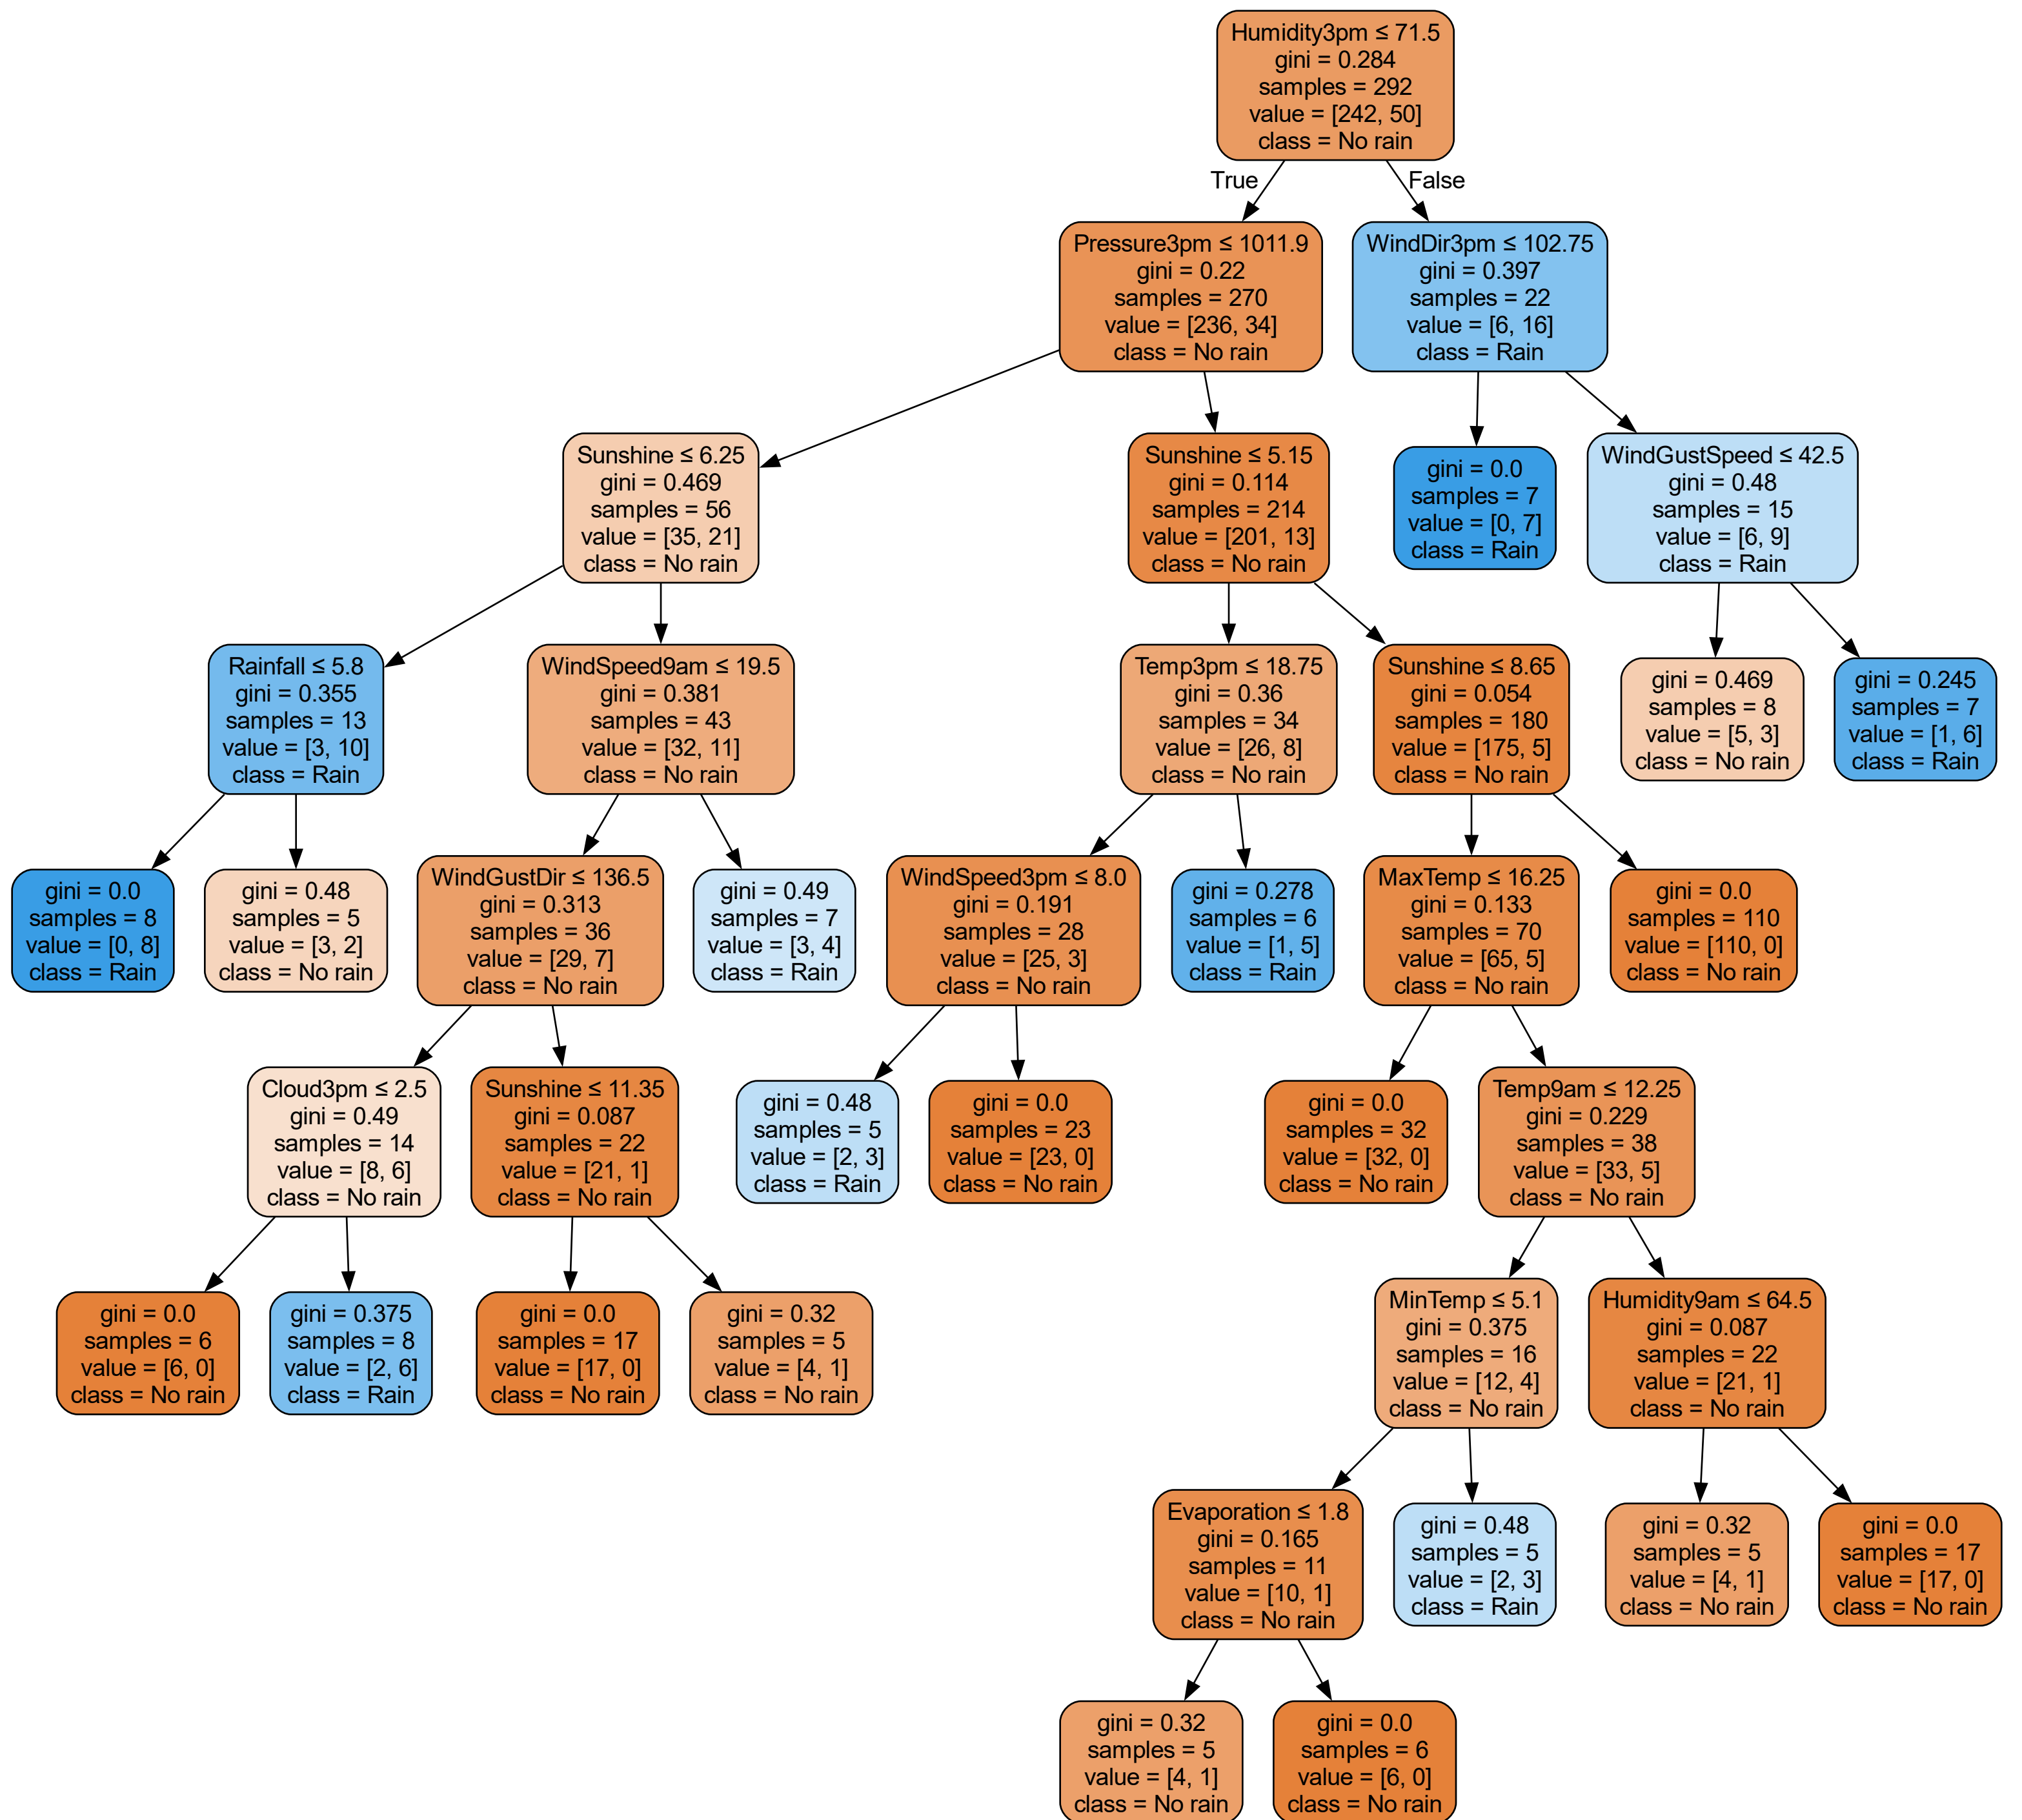 Humidity3pm ≤ 71.5
gini = 0.284
samples = 292
value = [242, 50]
class = No rain
True
False
Pressure3pm ≤ 1011.9
gini = 0.22
samples = 270
value = [236, 34]
class = No rain
WindDir3pm ≤ 102.75
gini = 0.397
samples = 22
value = [6, 16]
class = Rain
Sunshine ≤ 6.25
gini = 0.469
samples = 56
value = [35, 21]
class = No rain
Sunshine ≤ 5.15
gini = 0.114
samples = 214
value = [201, 13]
class = No rain
gini = 0.0
samples = 7
value = [0, 7]
class = Rain
WindGustSpeed ≤ 42.5
gini = 0.48
samples = 15
value = [6, 9]
class = Rain
Rainfall ≤ 5.8
gini = 0.355
samples = 13
value = [3, 10]
class = Rain
WindSpeed9am ≤ 19.5
gini = 0.381
samples = 43
value = [32, 11]
class = No rain
Temp3pm ≤ 18.75
gini = 0.36
samples = 34
value = [26, 8]
class = No rain
Sunshine ≤ 8.65
gini = 0.054
samples = 180
value = [175, 5]
class = No rain
gini = 0.469
samples = 8
value = [5, 3]
class = No rain
gini = 0.245
samples = 7
value = [1, 6]
class = Rain
gini = 0.0
samples = 8
value = [0, 8]
class = Rain
gini = 0.48
samples = 5
value = [3, 2]
class = No rain
WindGustDir ≤ 136.5
gini = 0.313
samples = 36
value = [29, 7]
class = No rain
gini = 0.49
samples = 7
value = [3, 4]
class = Rain
WindSpeed3pm ≤ 8.0
gini = 0.191
samples = 28
value = [25, 3]
class = No rain
gini = 0.278
samples = 6
value = [1, 5]
class = Rain
MaxTemp ≤ 16.25
gini = 0.133
samples = 70
value = [65, 5]
class = No rain
gini = 0.0
samples = 110
value = [110, 0]
class = No rain
Cloud3pm ≤ 2.5
gini = 0.49
samples = 14
value = [8, 6]
class = No rain
Sunshine ≤ 11.35
gini = 0.087
samples = 22
value = [21, 1]
class = No rain
gini = 0.48
samples = 5
value = [2, 3]
class = Rain
gini = 0.0
samples = 23
value = [23, 0]
class = No rain
gini = 0.0
samples = 32
value = [32, 0]
class = No rain
Temp9am ≤ 12.25
gini = 0.229
samples = 38
value = [33, 5]
class = No rain
gini = 0.0
samples = 6
value = [6, 0]
class = No rain
gini = 0.375
samples = 8
value = [2, 6]
class = Rain
gini = 0.0
samples = 17
value = [17, 0]
class = No rain
gini = 0.32
samples = 5
value = [4, 1]
class = No rain
MinTemp ≤ 5.1
gini = 0.375
samples = 16
value = [12, 4]
class = No rain
Humidity9am ≤ 64.5
gini = 0.087
samples = 22
value = [21, 1]
class = No rain
Evaporation ≤ 1.8
gini = 0.165
samples = 11
value = [10, 1]
class = No rain
gini = 0.48
samples = 5
value = [2, 3]
class = Rain
gini = 0.32
samples = 5
value = [4, 1]
class = No rain
gini = 0.0
samples = 17
value = [17, 0]
class = No rain
gini = 0.32
samples = 5
value = [4, 1]
class = No rain
gini = 0.0
samples = 6
value = [6, 0]
class = No rain